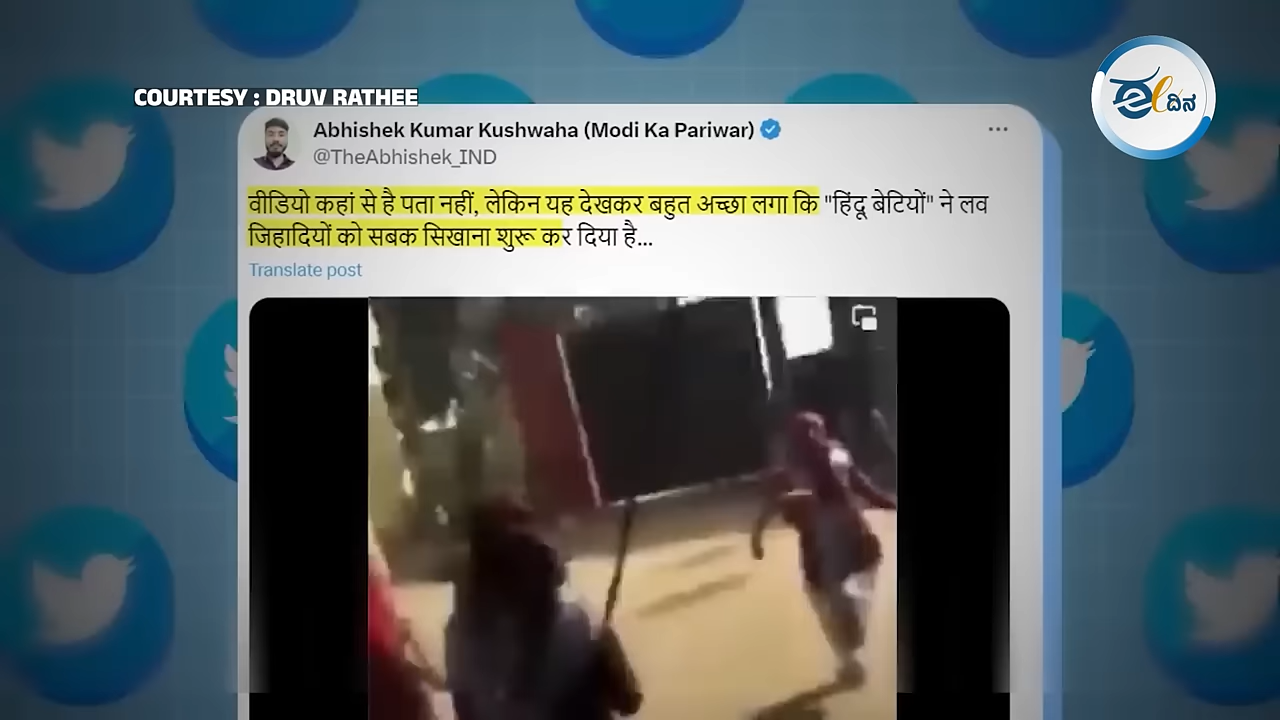 COURTESY : DRUV RATHEE
ಈ ದಿನ
Abhishek Kumar Kushwaha (Modi Ka Pariwar)
@TheAbhishek_IND
वीडियो कहां से है पता नहीं, लेकिन यह देखकर बहुत अच्छा लगा कि "हिंदू बेटियों" ने लव
जिहादियों को सबक सिखाना शुरू कर दिया है...
Translate post